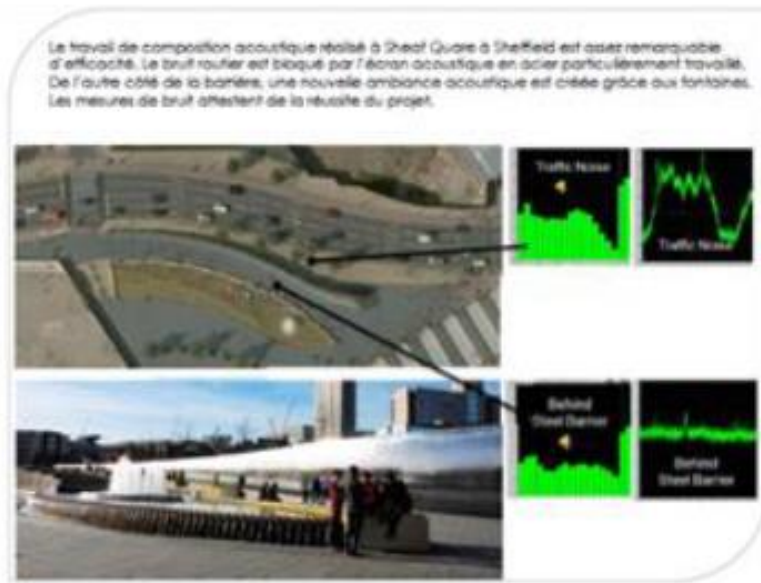 Le travail de composition acoustique réalisé à Sheaf Quare à Sheffield est assez remarquable
d'efficacité. Le bruit routier est bloqué par l'écran acoustique en acier particulièrement travaillé.
De l'autre côté de la barrière, une nouvelle ambiance acoustique est créée grâce aux fontaines.
Les mesures de bruit attestent de la réussite du projet.
Traffic Noise
Traffic Noise
Behind
Steel Barrier
Behind
Steel Barrier